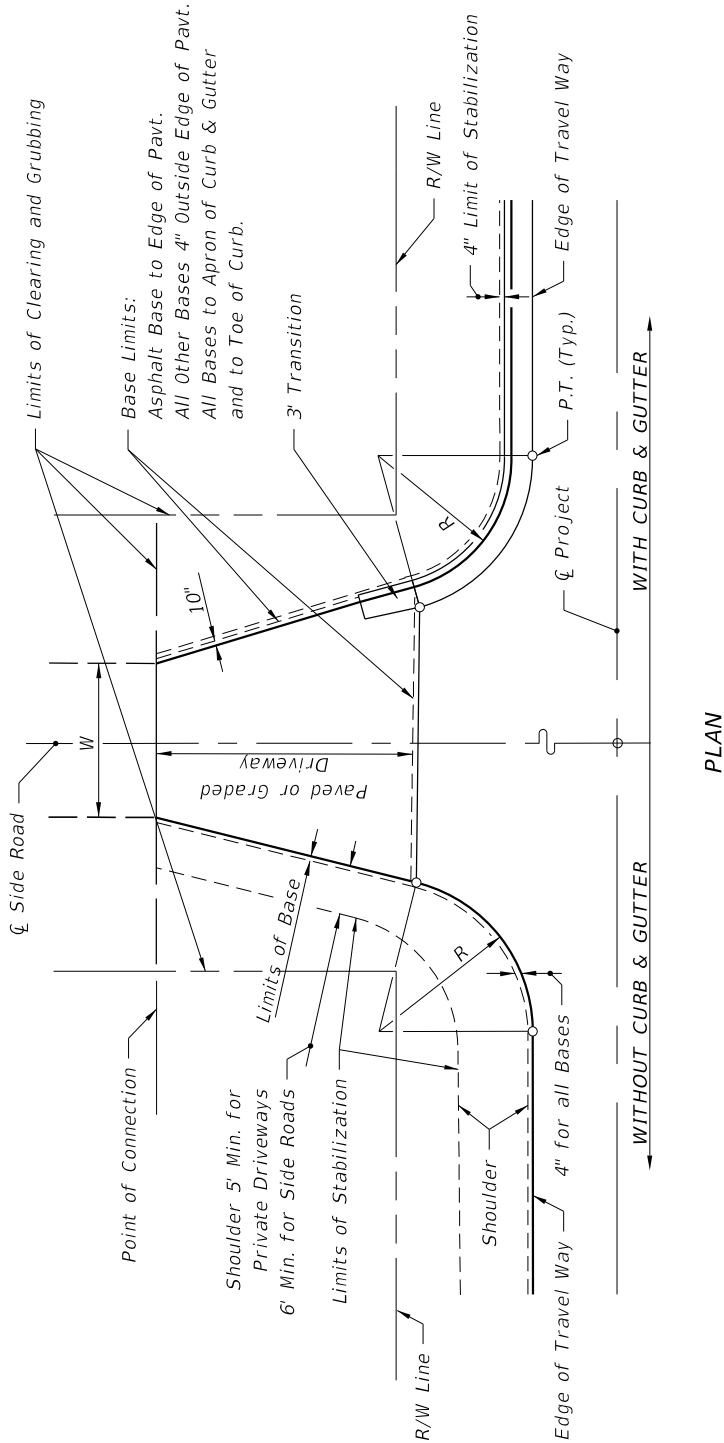 ℄ Side Road
Limits of Clearing and Grubbing
Point of Connection
W
10"
Base Limits:
Asphalt Base to Edge of Pavt.
All Other Bases 4" Outside Edge of Pavt.
All Bases to Apron of Curb & Gutter
and to Toe of Curb.
Paved or Graded
Driveway
Shoulder 5' Min. for
Private Driveways
6' Min. for Side Roads
Limits of Base
Limits of Stabilization
3' Transition
R/W Line
R/W Line
R
R
Shoulder
4" Limit of Stabilization
Edge of Travel Way
4" for all Bases
Edge of Travel Way
P.T. (Typ.)
℄ Project
WITHOUT CURB & GUTTER
WITH CURB & GUTTER
PLAN